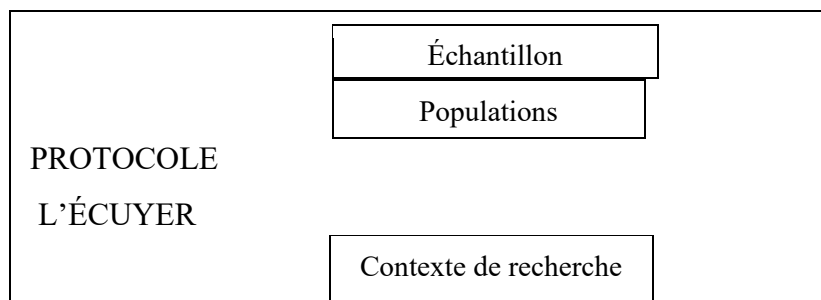 Échantillon
Populations
PROTOCOLE
L’ÉCUYER
Contexte de recherche